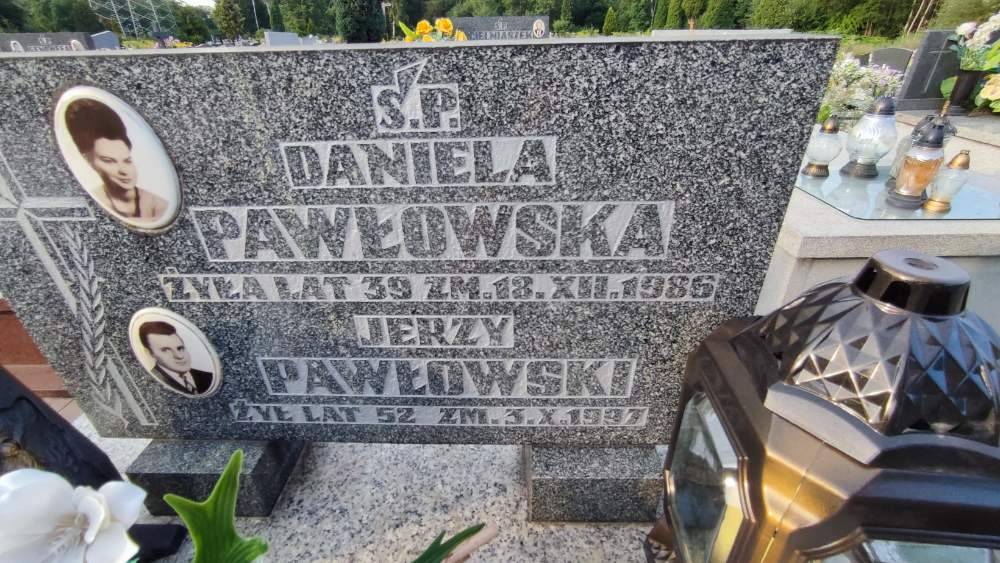 Ś.P.
DANIELA
PAWŁOWSKA
ŻYŁA LAT 39 ZM.18.XII.1986
JERZY
PAWŁOWSKI
ŻYŁ LAT 52 ZM.3.X.1997